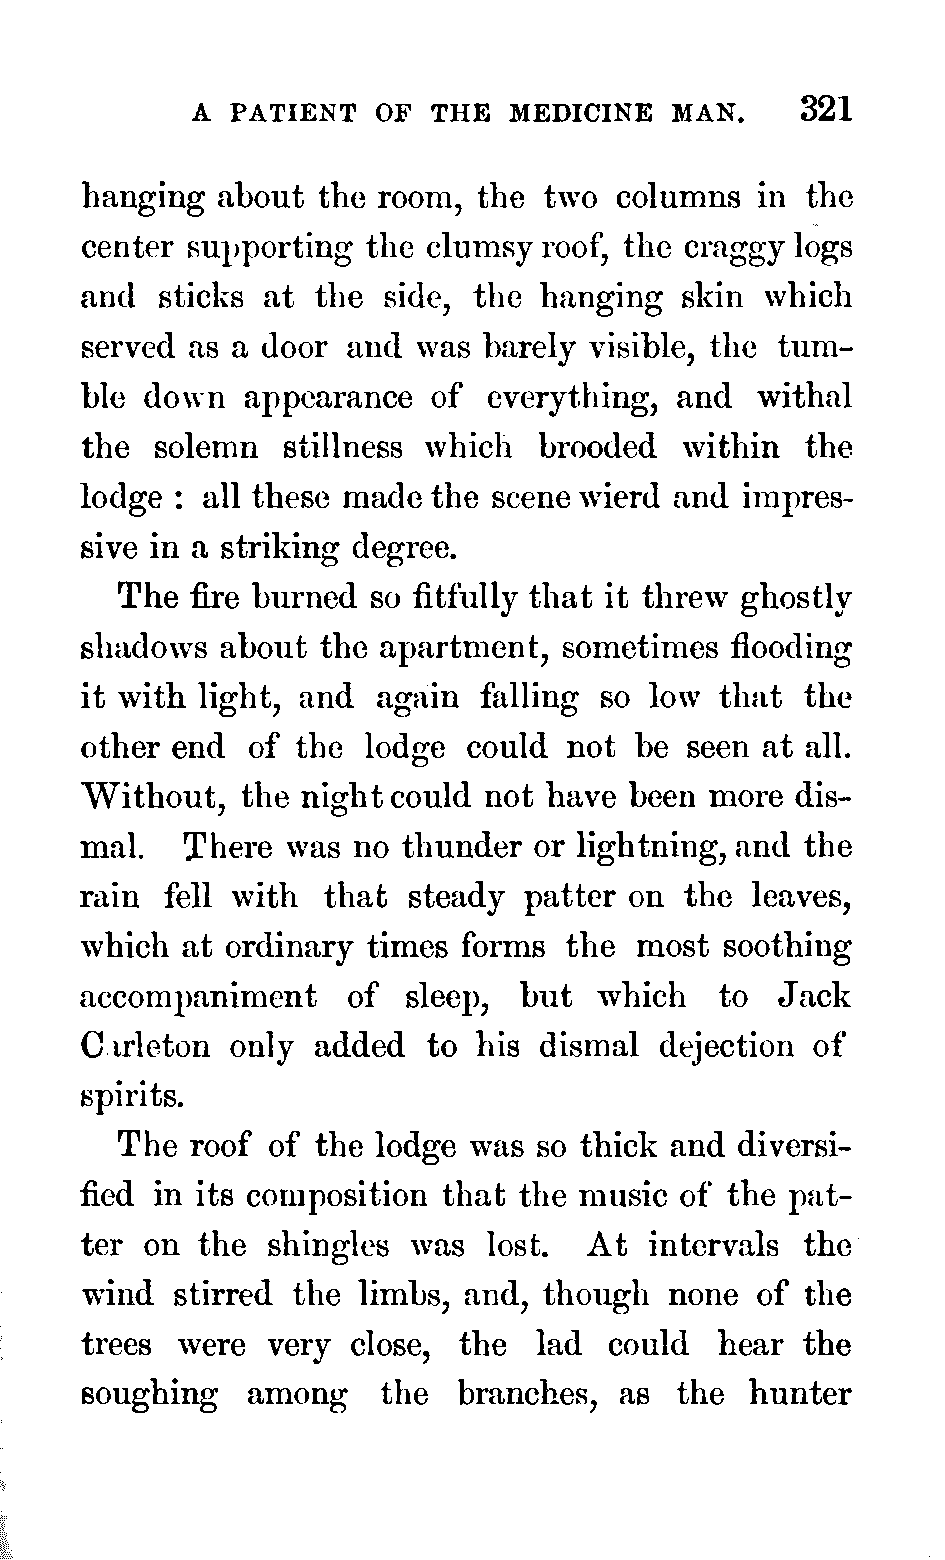 A PATIENT OF THE MEDICINE MAN. 321
hanging about the room, the two columns in the
center supporting the clumsy roof, the craggy logs
and sticks at the side, the hanging skin which
served as a door and was barely visible, the tum-
ble down appearance of everything, and withal
the solemn stillness which brooded within the
lodge : all these made the scene wierd and impres-
sive in a striking degree.
The fire burned so fitfully that it threw ghostly
shadows about the apartment, sometimes flooding
it with light, and again falling so low that the
other end of the lodge could not be seen at all.
Without, the night could not have been more dis-
mal. There was no thunder or lightning, and the
rain fell with that steady patter on the leaves,
which at ordinary times forms the most soothing
accompaniment of sleep, but which to Jack
Carleton only added to his dismal dejection of
spirits.
The roof of the lodge was so thick and diversi-
fied in its composition that the music of the pat-
ter on the shingles was lost. At intervals the
wind stirred the limbs, and, though none of the
trees were very close, the lad could hear the
soughing among the branches, as the hunter